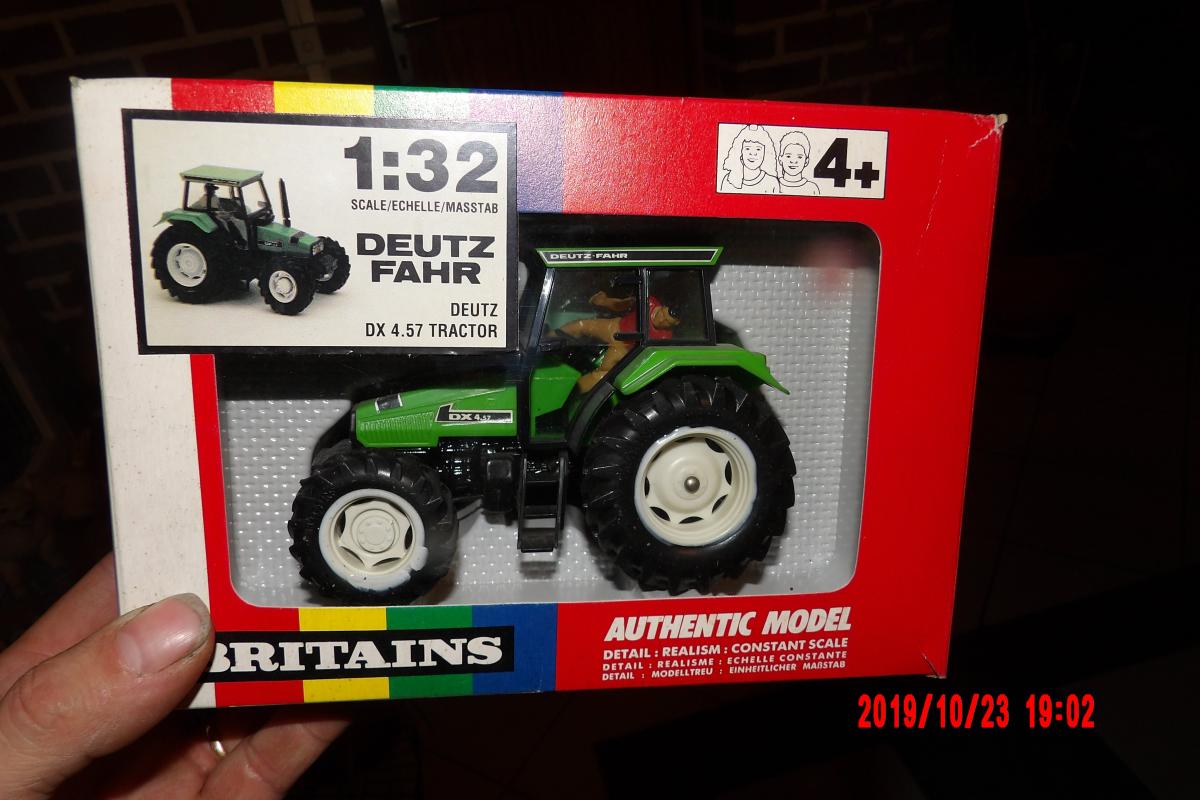 1:32
SCALE/ECHELLE/MASSTAB
DEUTZ
FAHR
DEUTZ
DX 4.57 TRACTOR
4+
DEUTZ-FAHR
DX 4.57
BRITAINS
AUTHENTIC MODEL
DETAIL : REALISM : CONSTANT SCALE
DETAIL : REALISME : ECHELLE CONSTANTE
DETAIL : MODELLTREU : EINHEITLICHER MAßSTAB
2019/10/23 19:02